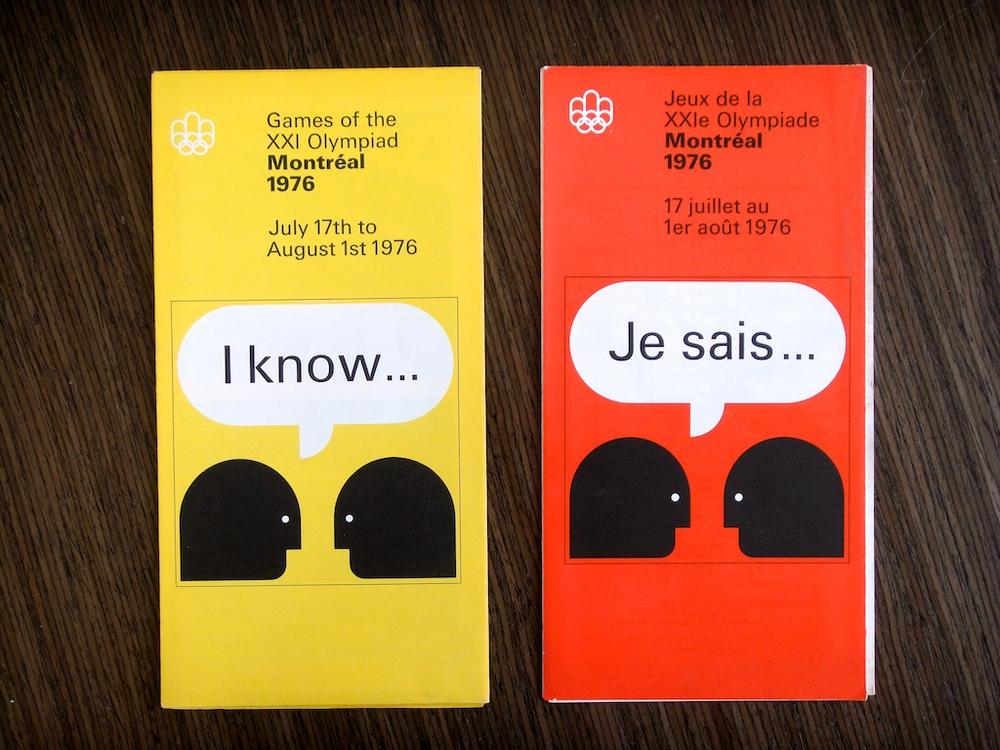 Games of the
XXI Olympiad
Montréal
1976
July 17th to
August 1st 1976
I know...
Jeux de la
XXIe Olympiade
Montréal
1976
17 juillet au
1er août 1976
Je sais...